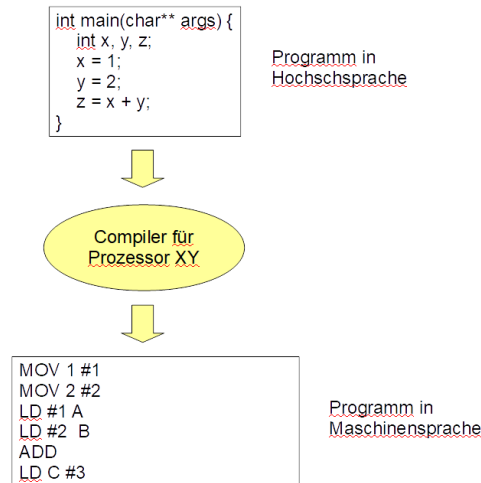 int main(char** args) {
int x, y, z;
x = 1;
y = 2;
z = x + y;
}
Programm in
Hochschsprache
Compiler für
Prozessor XY
MOV 1 #1
MOV 2 #2
LD #1 A
LD #2 B
ADD
LD C #3
Programm in
Maschinensprache